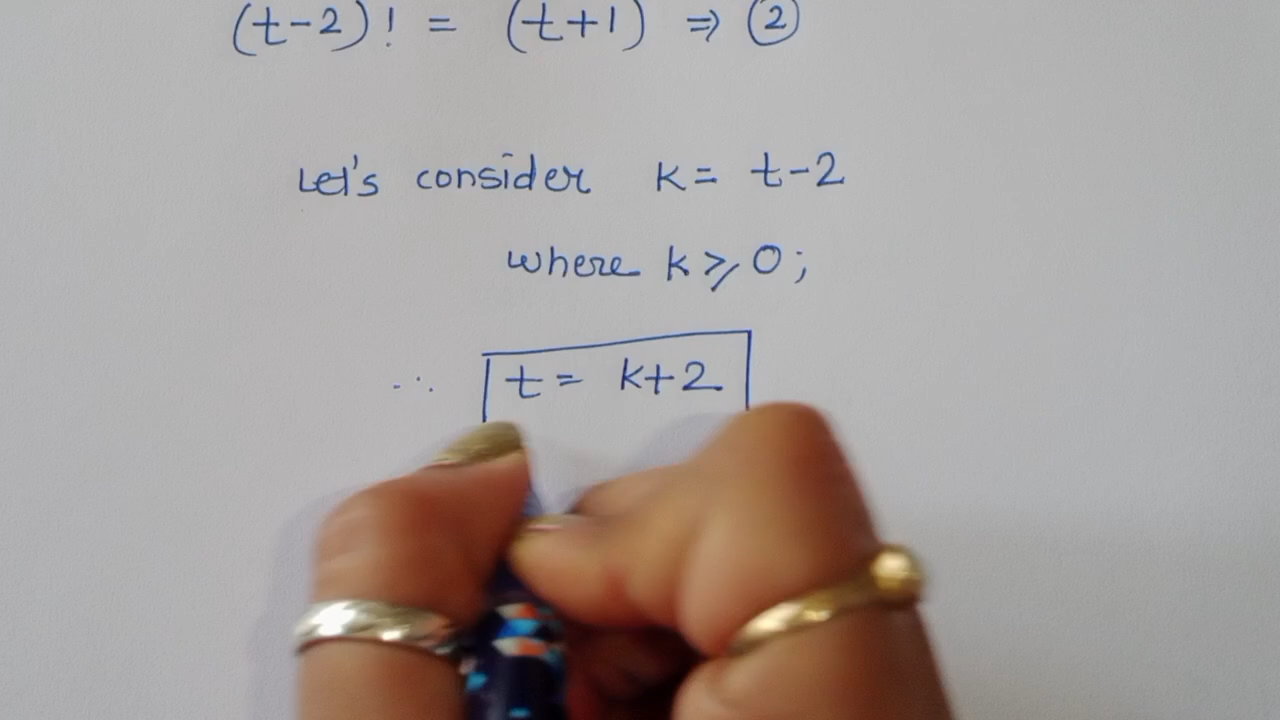 (t-2)! = (t+1) ⇒ ②
Let's consider k = t-2
where k ⩾ 0;
∴ t = k+2